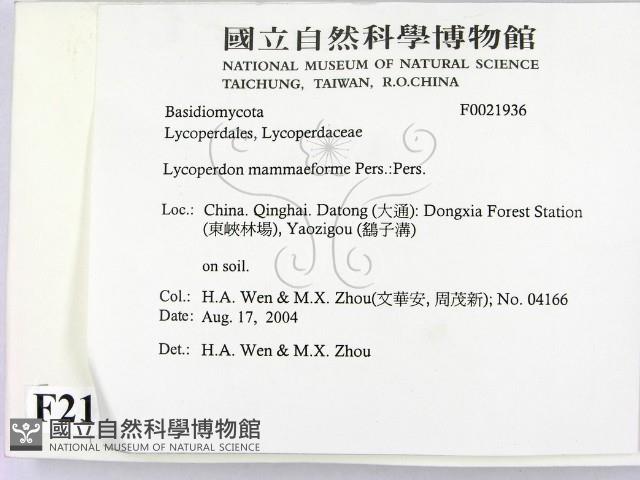 國立自然科學博物館
NATIONAL MUSEUM OF NATURAL SCIENCE
TAICHUNG, TAIWAN, R.O.CHINA
Basidiomycota F0021936
Lycoperdales, Lycoperdaceae
Lycoperdon mammaeforme Pers.:Pers.
Loc.: China. Qinghai. Datong (大通): Dongxia Forest Station
(東峽林場), Yaozigou (鷂子溝)
on soil.
Col.: H.A. Wen & M.X. Zhou(文華安, 周茂新); No. 04166
Date: Aug. 17, 2004
Det.: H.A. Wen & M.X. Zhou
F21
國立自然科學博物館
NATIONAL MUSEUM OF NATURAL SCIENCE